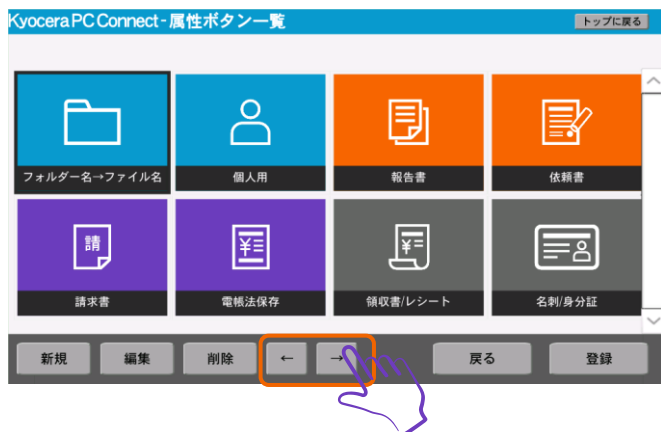 Kyocera PC Connect - 属性ボタン一覧
トップに戻る
フォルダー名→ファイル名
個人用
報告書
依頼書
請
¥
¥
請求書
電帳法保存
領収書/レシート
名刺/身分証
新規
編集
削除
←
→
戻る
登録